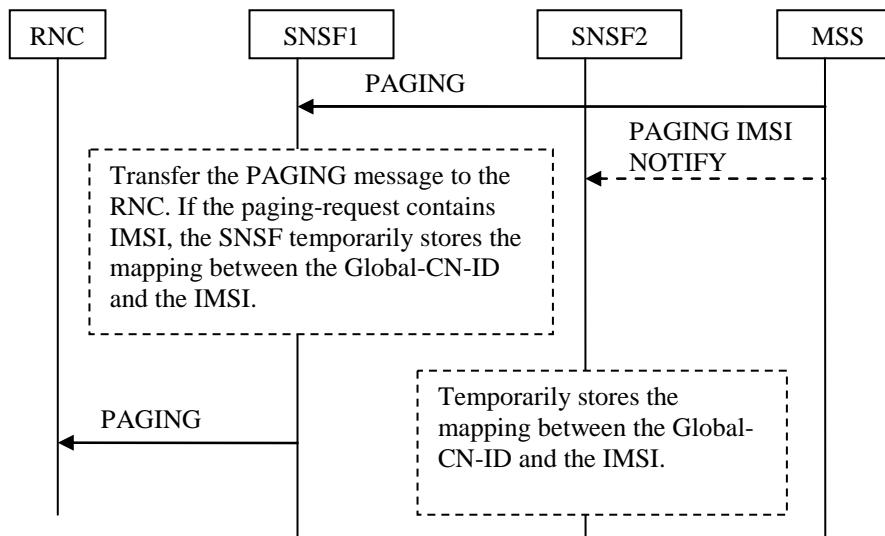 RNC
SNSF1
SNSF2
MSS
PAGING
PAGING IMSI
NOTIFY
Transfer the PAGING message to the
RNC. If the paging-request contains
IMSI, the SNSF temporarily stores the
mapping between the Global-CN-ID
and the IMSI.
Temporarily stores the
mapping between the Global-
CN-ID and the IMSI.
PAGING